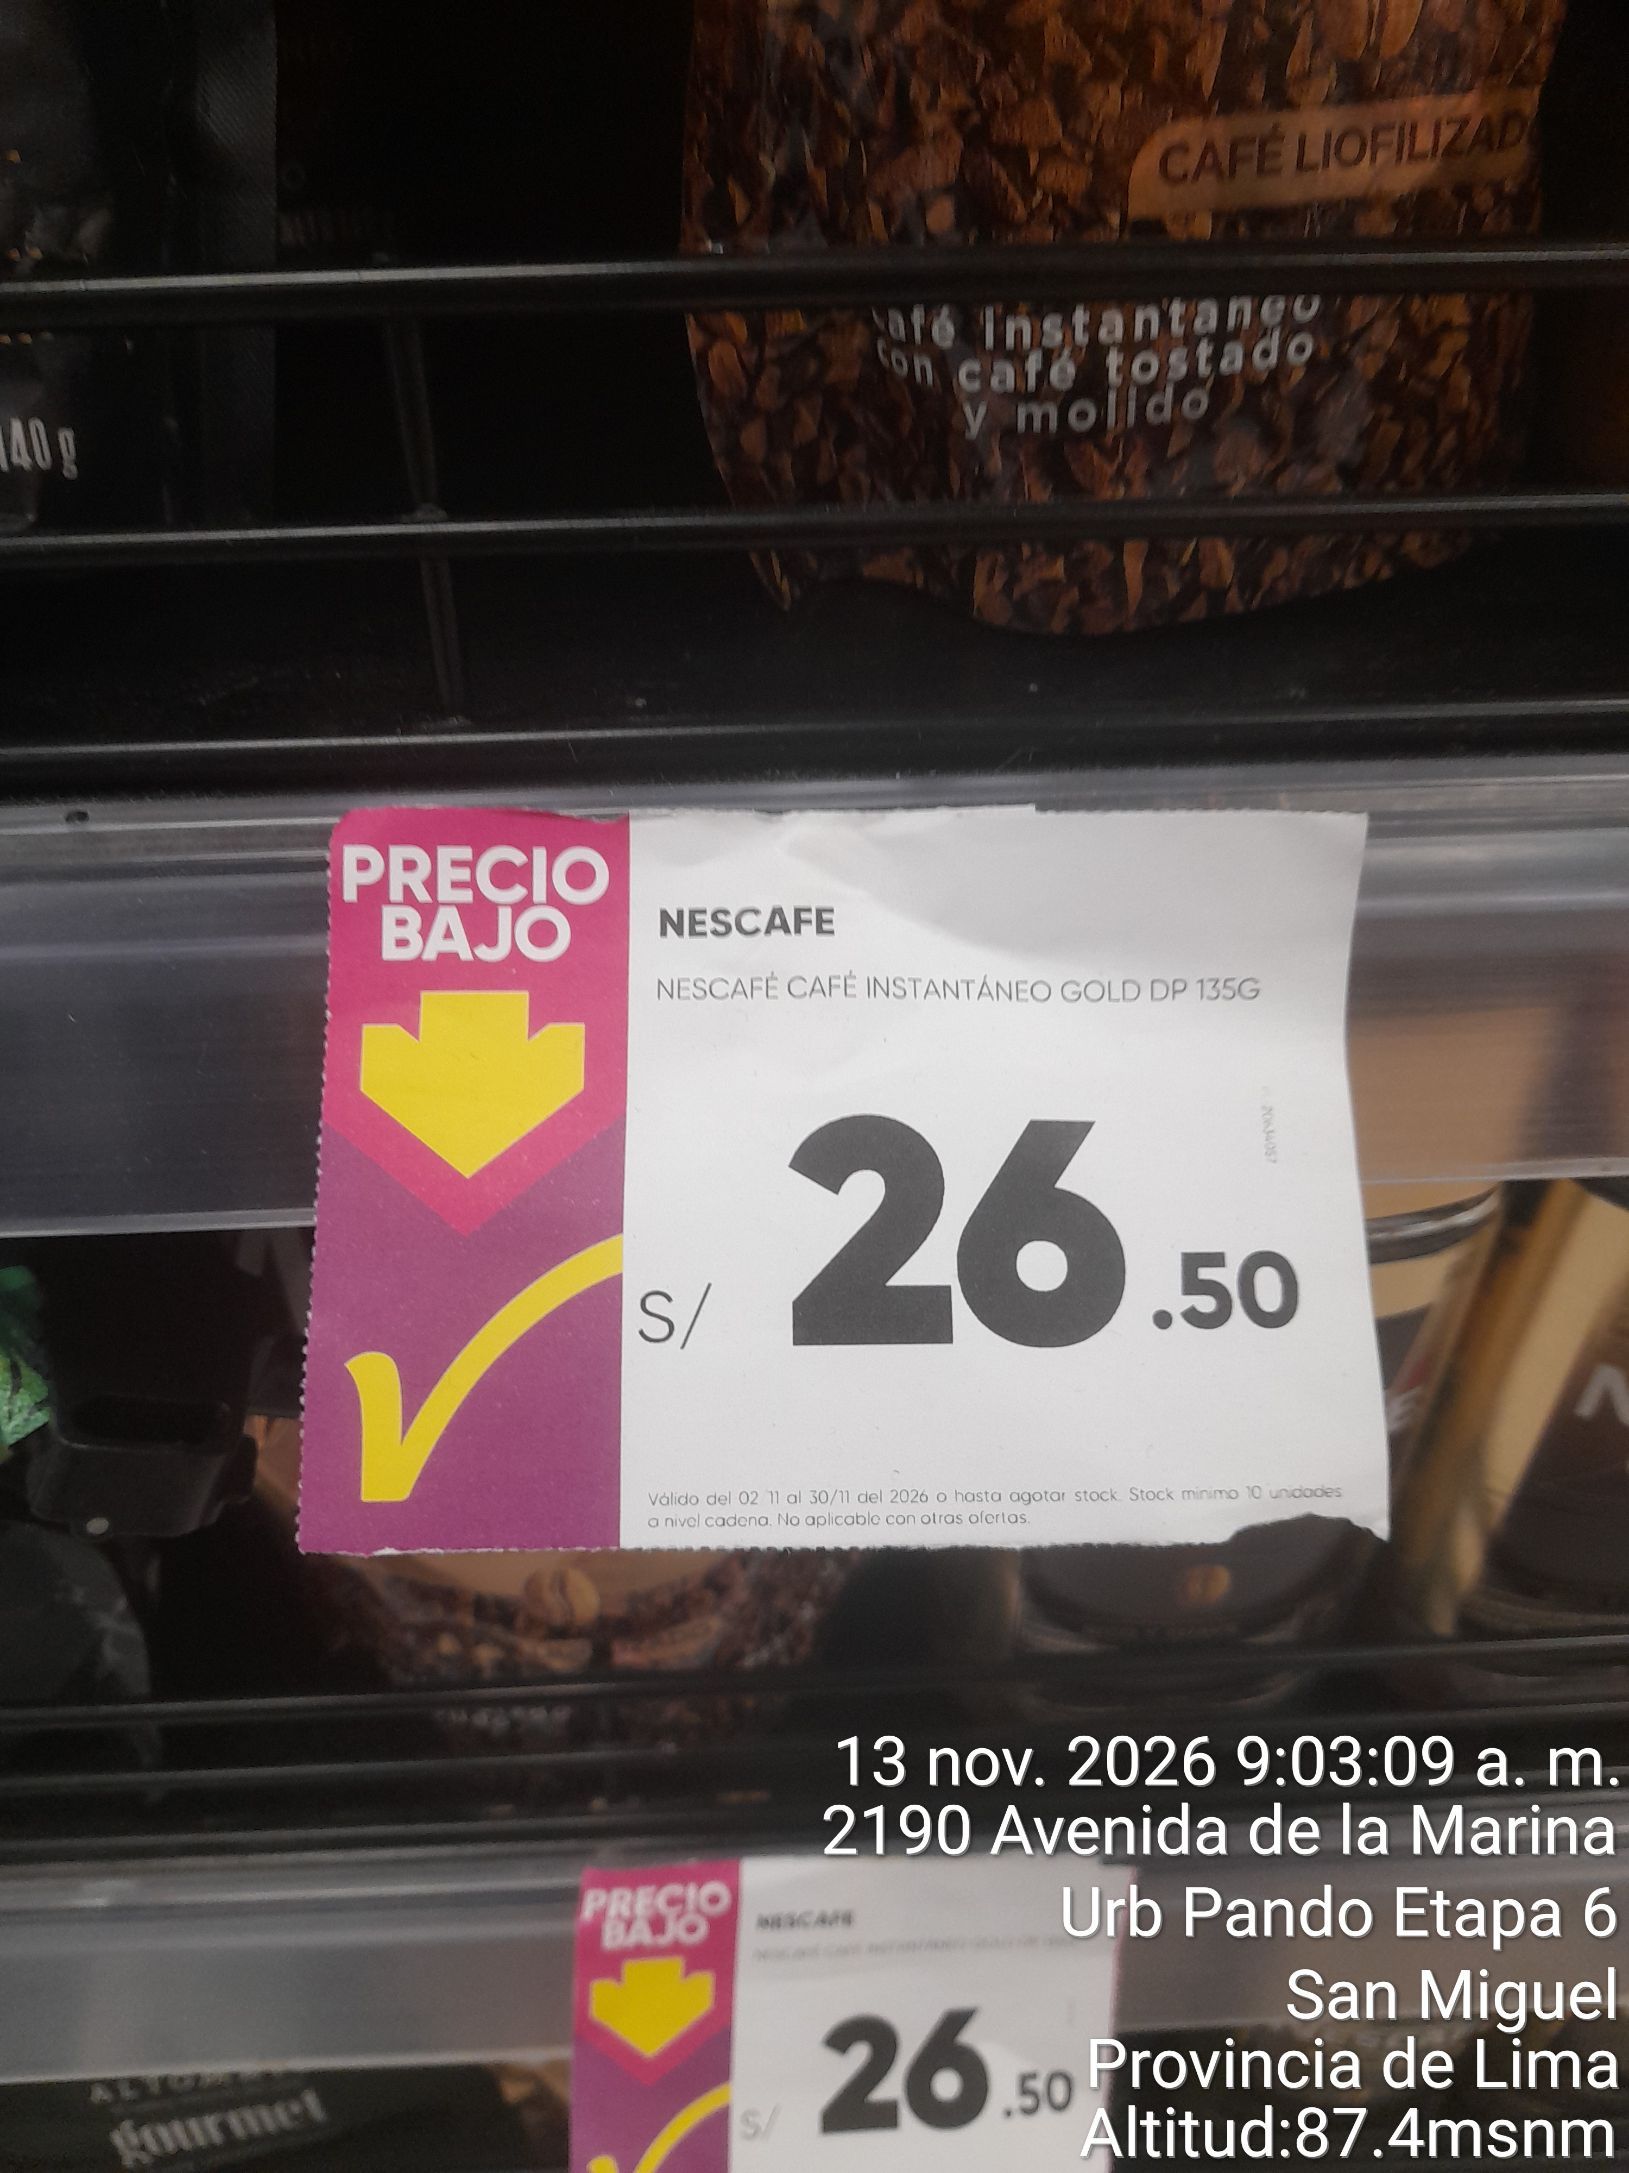 CAFÉ LIOFILIZADO
café instantaneo
con café tostado
y molido
140 g
PRECIO
BAJO
NESCAFE
NESCAFÉ CAFÉ INSTANTÁNEO GOLD DP 135G
S/ 26.50
Válido del 02 11 al 30/11 del 2026 o hasta agotar stock. Stock mínimo 10 unidades
a nivel cadena. No aplicable con otras ofertas.
13 nov. 2026 9:03:09 a. m.
2190 Avenida de la Marina
Urb Pando Etapa 6
San Miguel
Provincia de Lima
Altitud:87.4msnm
PRECIO
BAJO
NESCAFE
S/ 26.50
gourmet